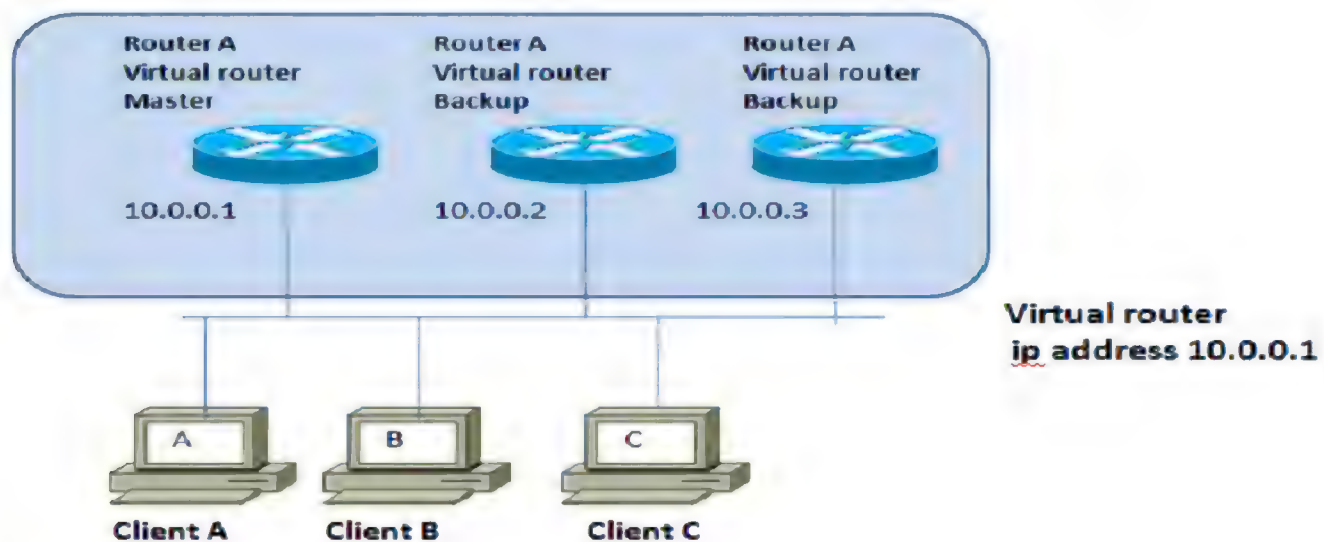 Router A
Virtual router
Master
Router A
Virtual router
Backup
Router A
Virtual router
Backup
10.0.0.1
10.0.0.2
10.0.0.3
Virtual router
ip address 10.0.0.1
A
B
C
Client A
Client B
Client C